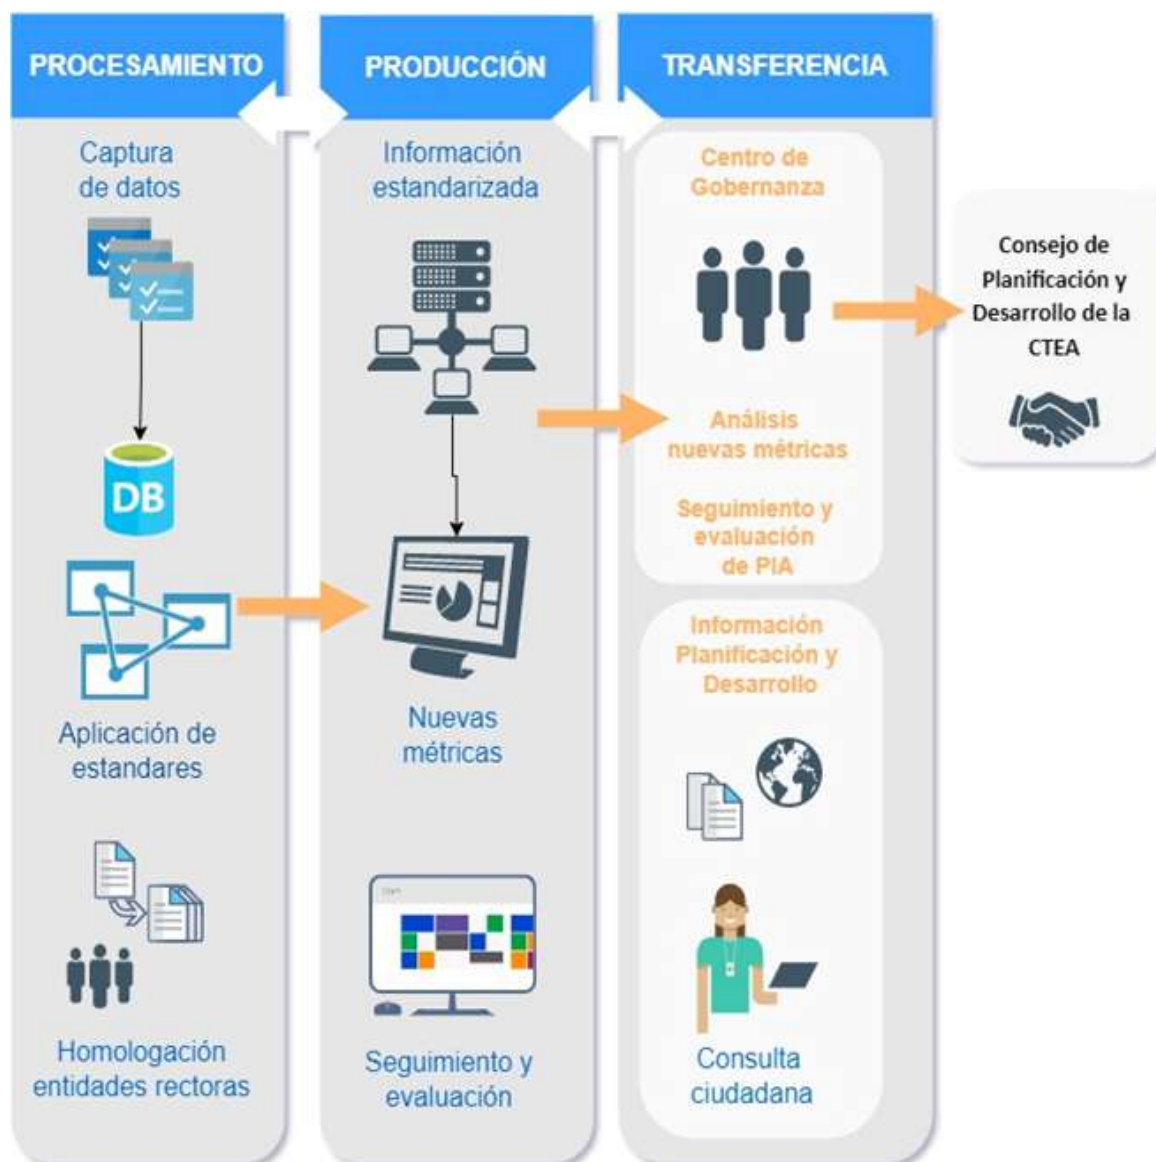 PROCESAMIENTO
Captura
de datos
DB
Aplicación de
estandares
Homologación
entidades rectoras
PRODUCCIÓN
Información
estandarizada
Nuevas
métricas
Start
Seguimiento y
evaluación
TRANSFERENCIA
Centro de
Gobernanza
Análisis
nuevas métricas
Seguimiento y
evaluación
de PIA
Información
Planificación y
Desarrollo
Consulta
ciudadana
Consejo de
Planificación y
Desarrollo de la
CTEA